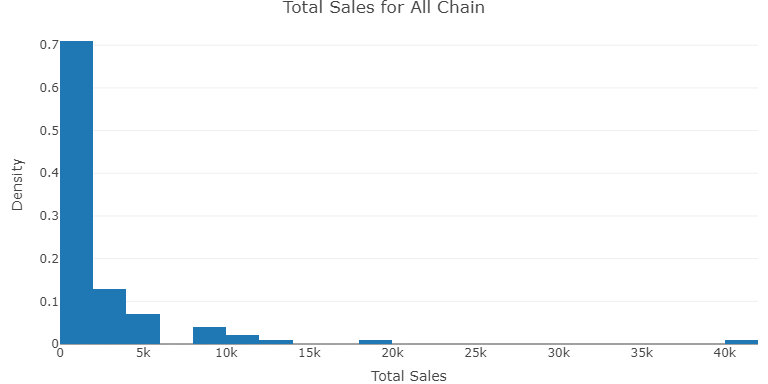 Total Sales for All Chain
0.7
0.6
0.5
0.4
0.3
0.2
0.1
0
Density
0 5k 10k 15k 20k 25k 30k 35k 40k
Total Sales